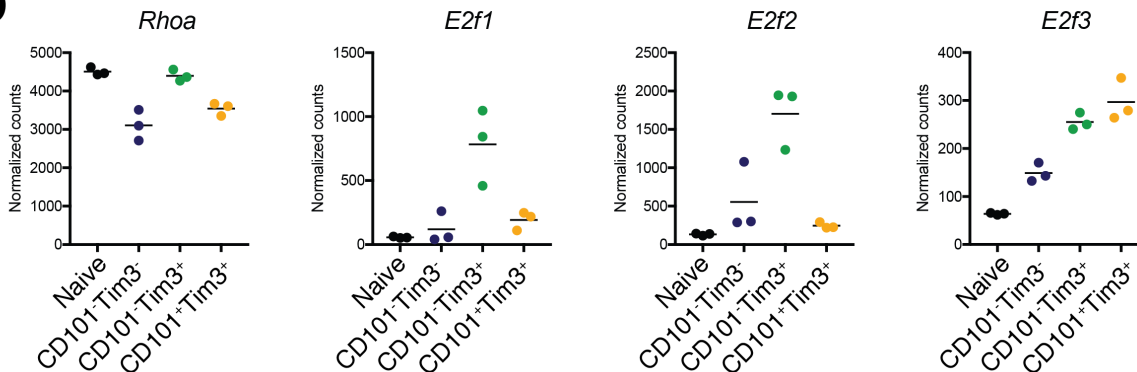 Rhoa
Normalized counts
5000
4000
3000
2000
1000
0
Naive
CD101-Tim3-
CD101-Tim3+
CD101+Tim3+
E2f1
Normalized counts
1500
1000
500
0
Naive
CD101-Tim3-
CD101-Tim3+
CD101+Tim3+
E2f2
Normalized counts
2500
2000
1500
1000
500
0
Naive
CD101-Tim3-
CD101-Tim3+
CD101+Tim3+
E2f3
Normalized counts
400
300
200
100
0
Naive
CD101-Tim3-
CD101-Tim3+
CD101+Tim3+